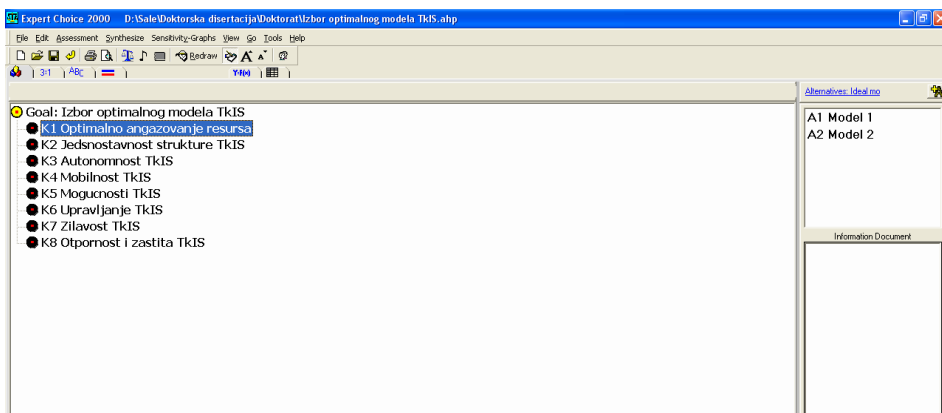 Expert Choice 2000 D:\Sale\Doktorska disertacija\Doktorat\Izbor optimalnog modela TkIS.ahp
File Edit Assessment Synthesize Sensitivity-Graphs View Go Tools Help
Redraw A A
3:1 ABC Y=f(x)
Alternatives: Ideal mo
Goal: Izbor optimalnog modela TkIS
K1 Optimalno angazovanje resursa
K2 Jedsnostavnost strukture TkIS
K3 Autonomnost TkIS
K4 Mobilnost TkIS
K5 Mogucnosti TkIS
K6 Upravljanje TkIS
K7 Zilavost TkIS
K8 Otpornost i zastita TkIS
A1 Model 1
A2 Model 2
Information Document